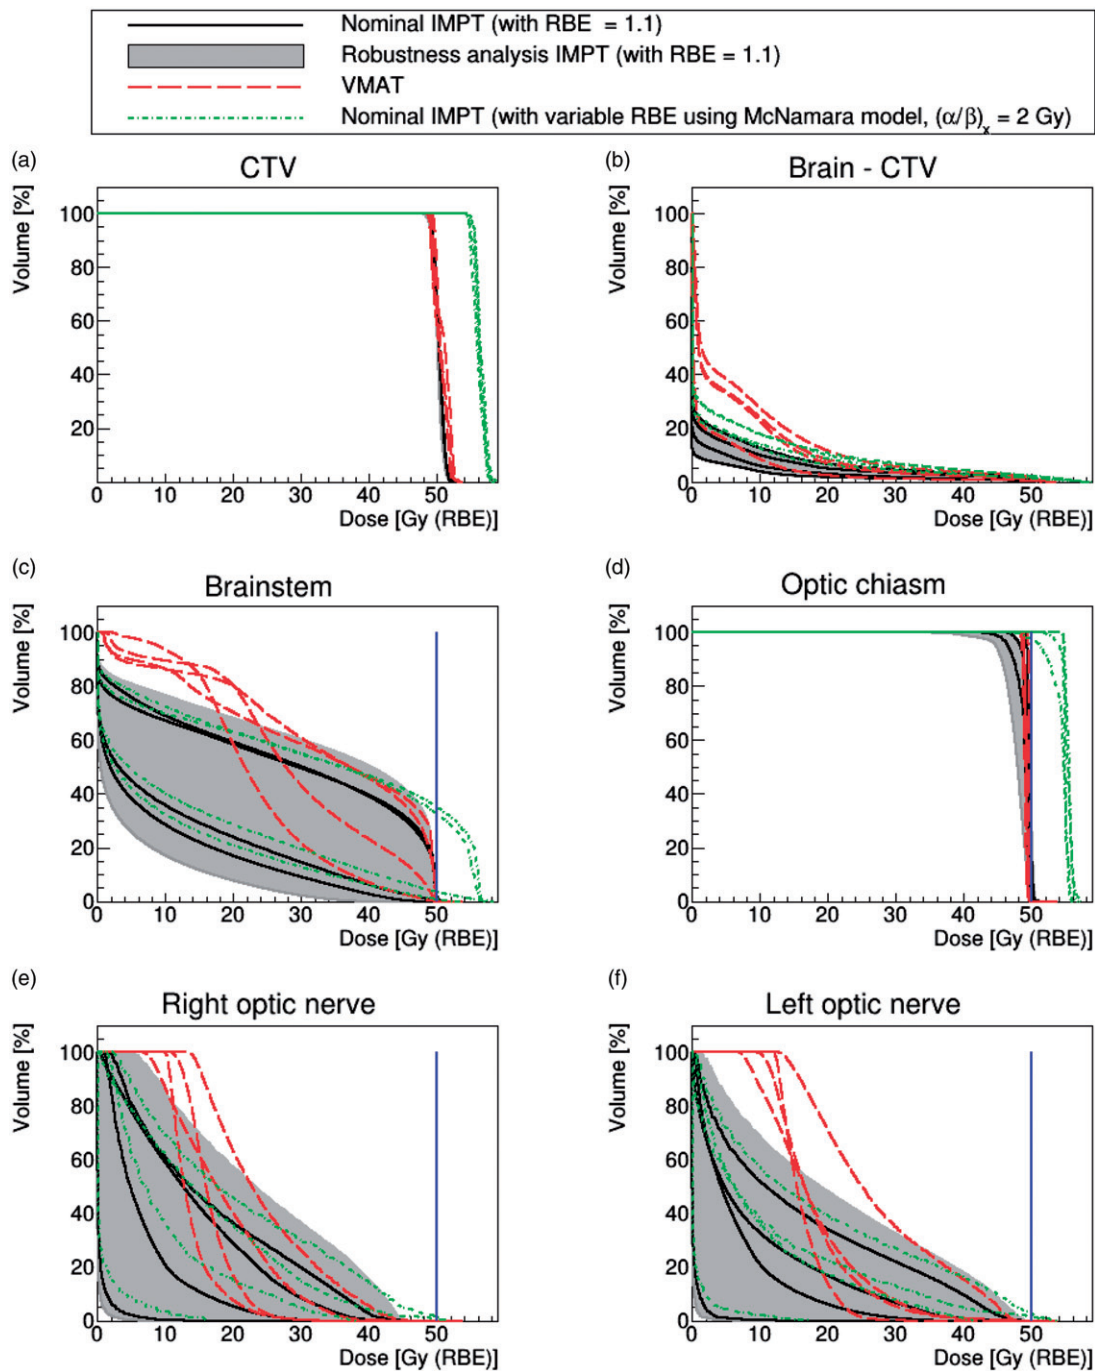 Nominal IMPT (with RBE = 1.1)
Robustness analysis IMPT (with RBE = 1.1)
VMAT
Nominal IMPT (with variable RBE using McNamara model, (α/β)ₓ = 2 Gy)
(a)
CTV
Volume [%]
100
80
60
40
20
0 10 20 30 40 50
Dose [Gy (RBE)]
(b)
Brain - CTV
Volume [%]
100
80
60
40
20
0 10 20 30 40 50
Dose [Gy (RBE)]
(c)
Brainstem
Volume [%]
100
80
60
40
20
0
0 10 20 30 40 50
Dose [Gy (RBE)]
(d)
Optic chiasm
Volume [%]
100
80
60
40
20
0
0 10 20 30 40 50
Dose [Gy (RBE)]
(e)
Right optic nerve
Volume [%]
100
80
60
40
20
0
0 10 20 30 40 50
Dose [Gy (RBE)]
(f)
Left optic nerve
Volume [%]
100
80
60
40
20
0
0 10 20 30 40 50
Dose [Gy (RBE)]